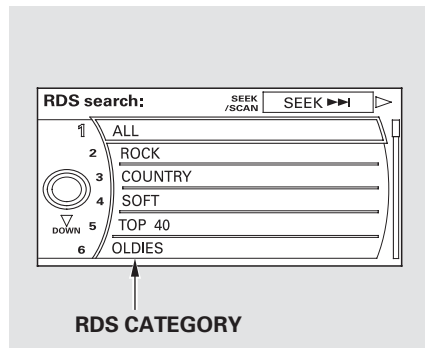 RDS search:
SEEK
/SCAN
SEEK
1 ALL
2 ROCK
3 COUNTRY
4 SOFT
5 TOP 40
DOWN
6 OLDIES
RDS CATEGORY